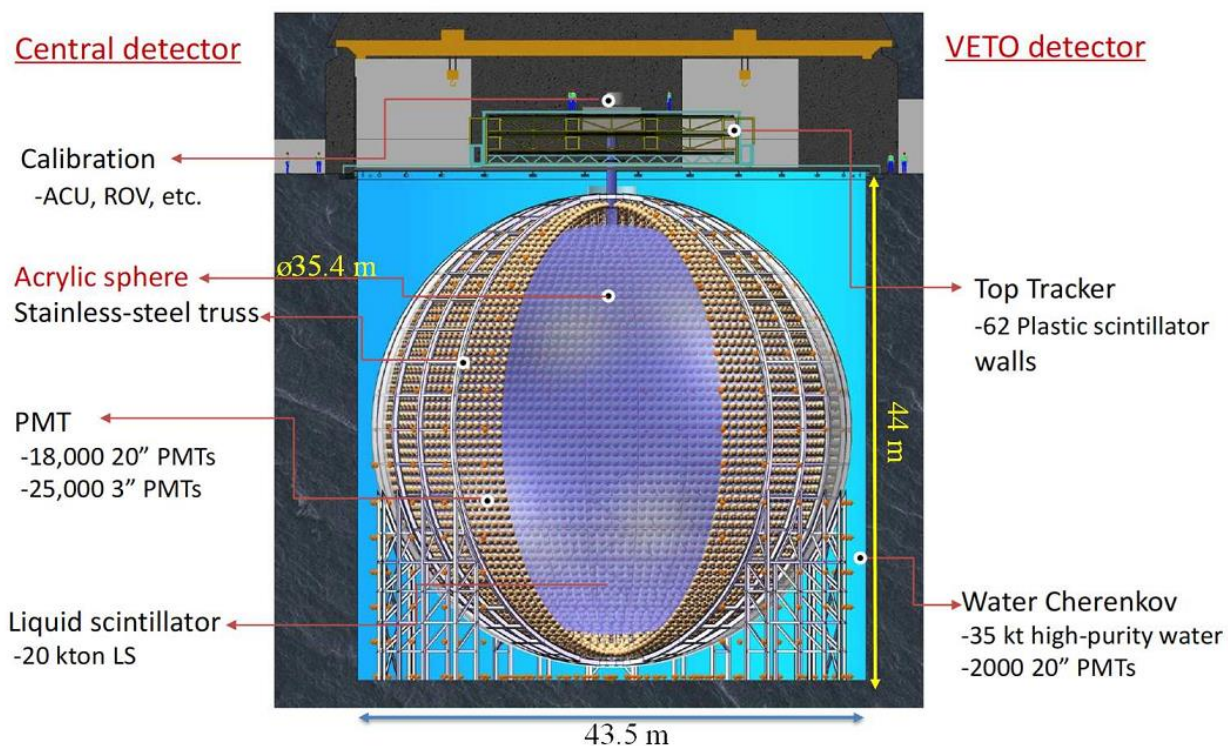 Central detector
VETO detector
Calibration
-ACU, ROV, etc.
Acrylic sphere
ø35.4 m
Stainless-steel truss
PMT
-18,000 20” PMTs
-25,000 3” PMTs
Liquid scintillator
-20 kton LS
Top Tracker
-62 Plastic scintillator
walls
44 m
Water Cherenkov
-35 kt high-purity water
-2000 20” PMTs
43.5 m